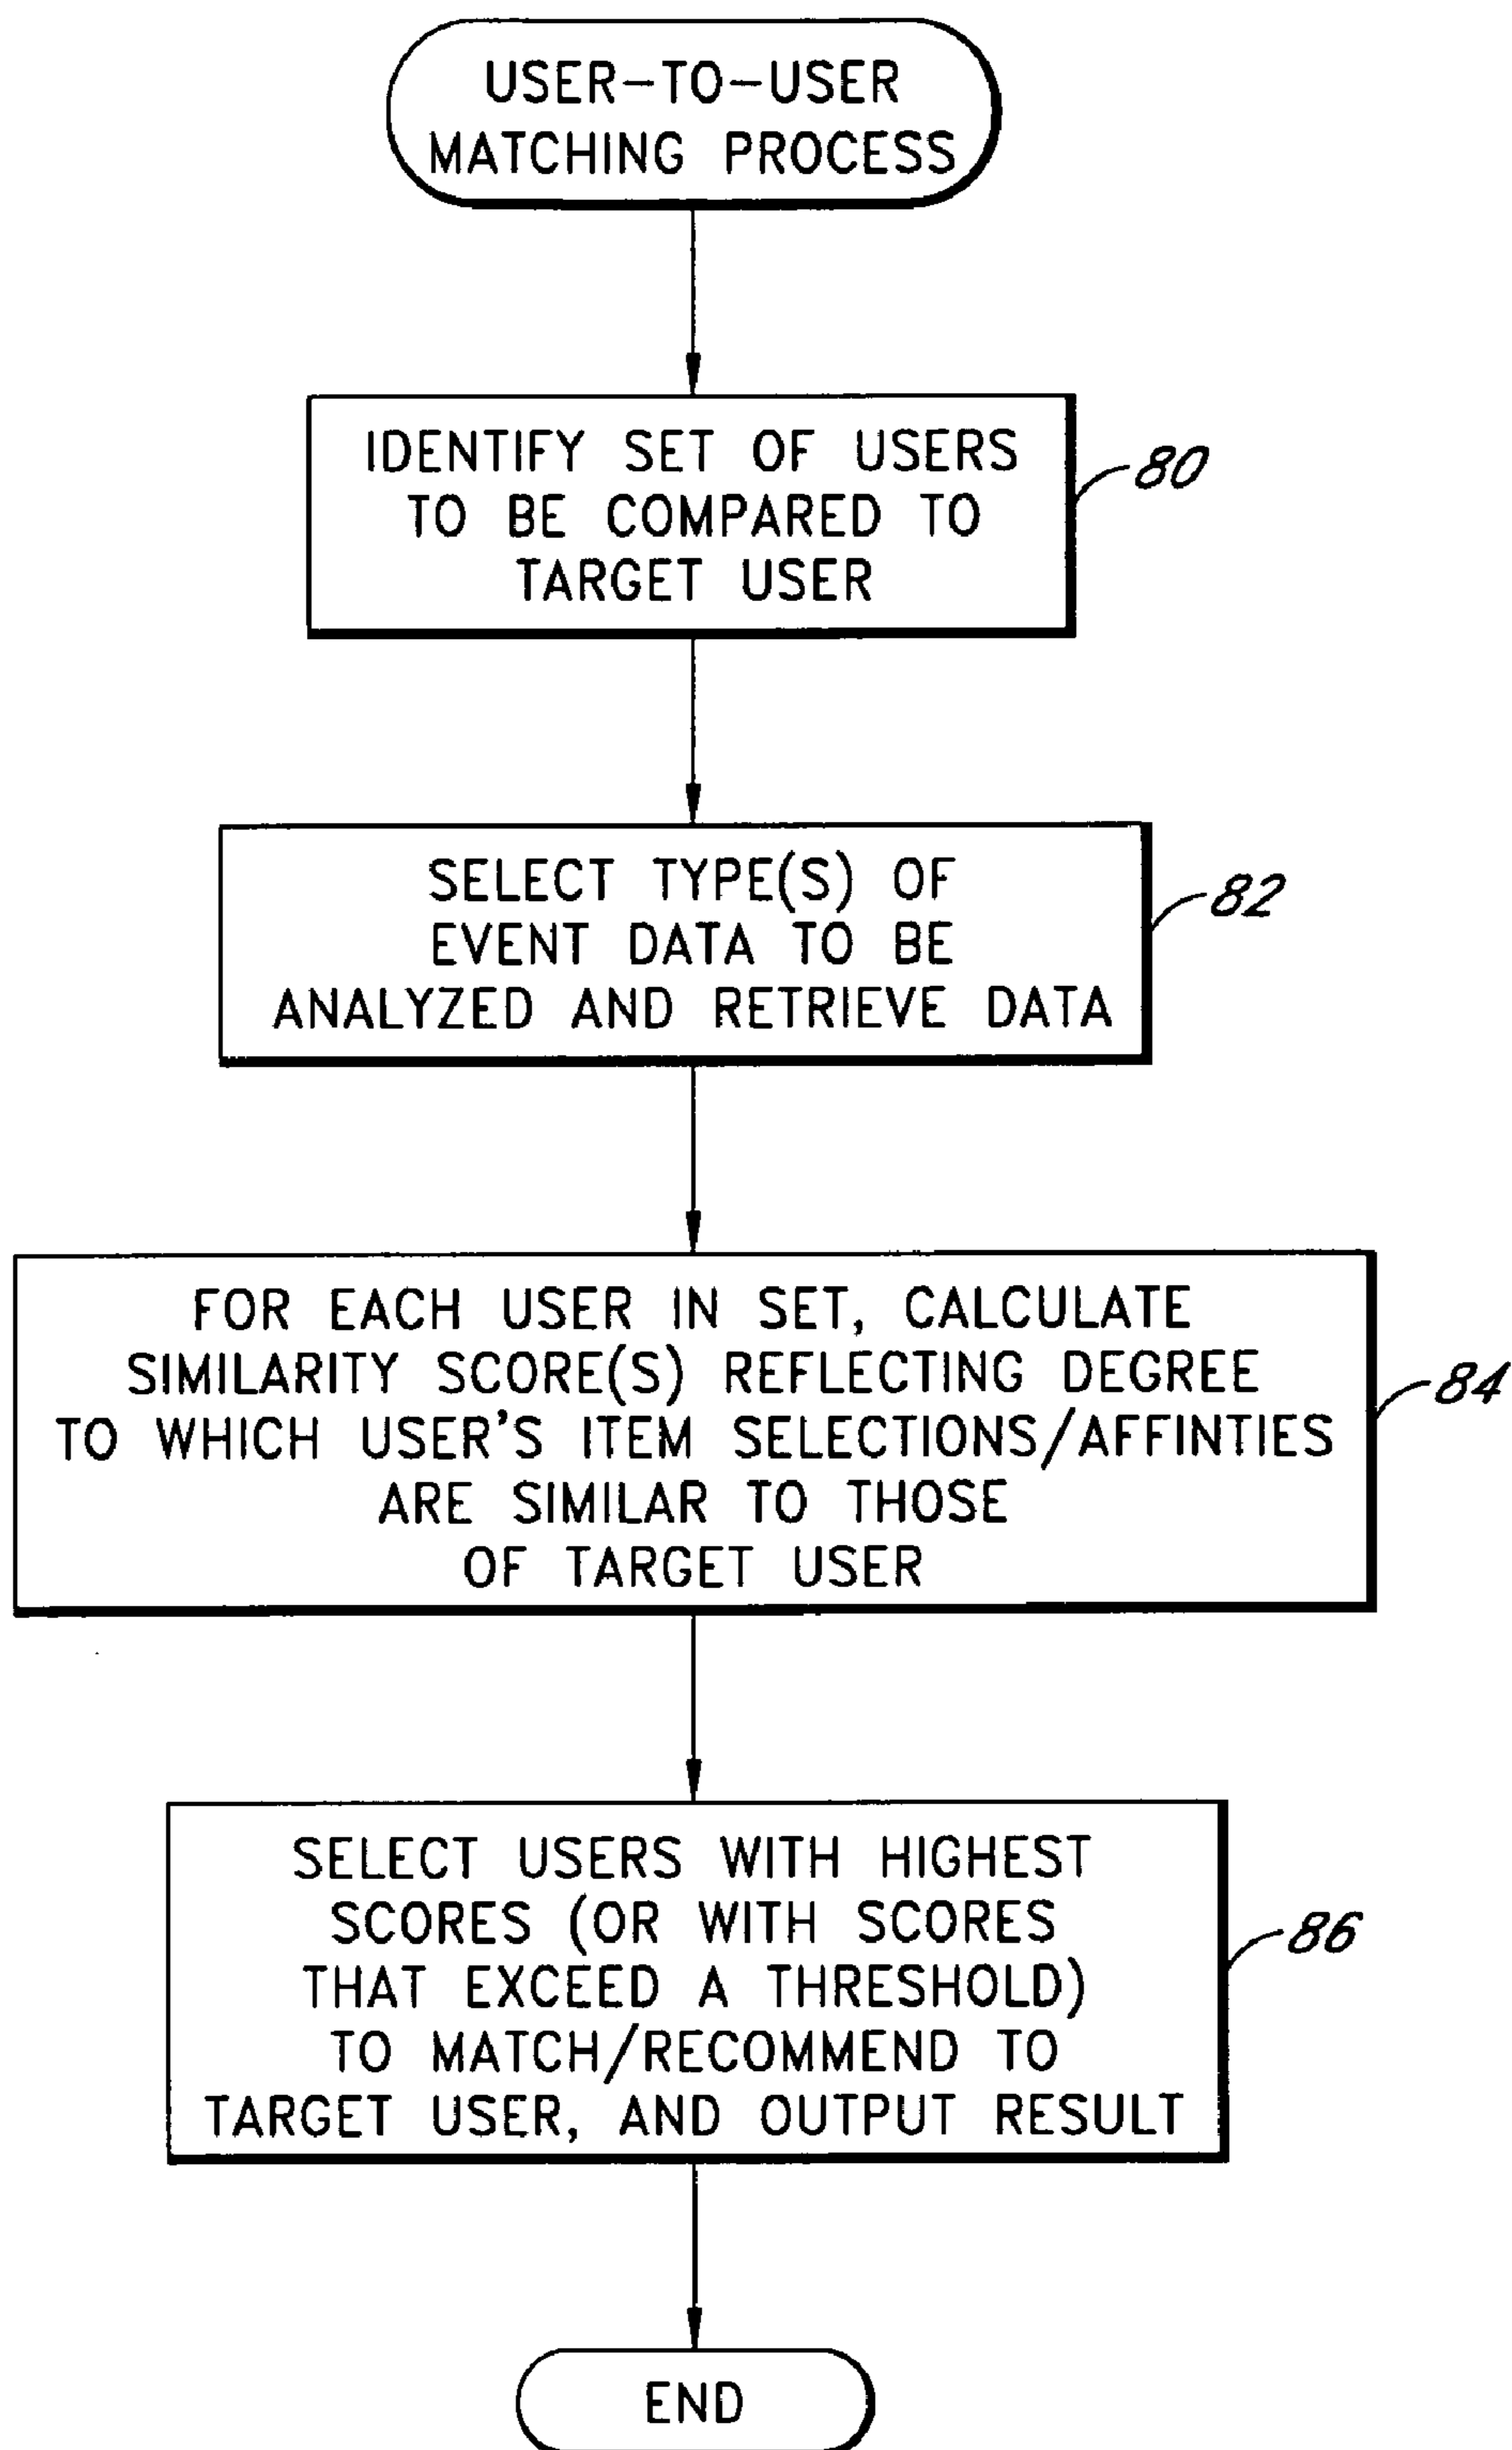 USER-TO-USER
MATCHING PROCESS
IDENTIFY SET OF USERS
TO BE COMPARED TO
TARGET USER
80
SELECT TYPE(S) OF
EVENT DATA TO BE
ANALYZED AND RETRIEVE DATA
82
FOR EACH USER IN SET, CALCULATE
SIMILARITY SCORE(S) REFLECTING DEGREE
TO WHICH USER'S ITEM SELECTIONS/AFFINTIES
ARE SIMILAR TO THOSE
OF TARGET USER
84
SELECT USERS WITH HIGHEST
SCORES (OR WITH SCORES
THAT EXCEED A THRESHOLD)
TO MATCH/RECOMMEND TO
TARGET USER, AND OUTPUT RESULT
86
END